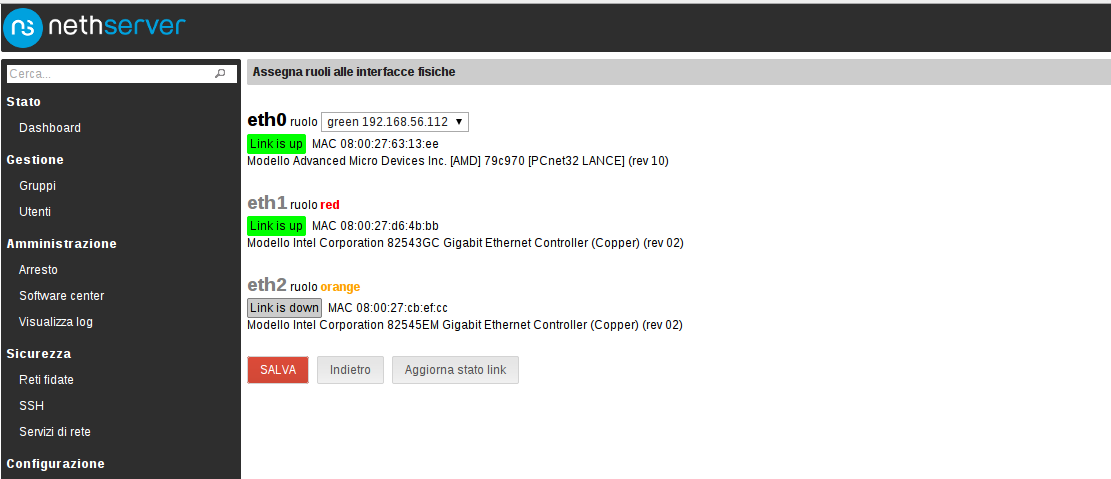 nethserver
Cerca...
Stato
Dashboard
Gestione
Gruppi
Utenti
Amministrazione
Arresto
Software center
Visualizza log
Sicurezza
Reti fidate
SSH
Servizi di rete
Configurazione
Assegna ruoli alle interfacce fisiche
eth0 ruolo green 192.168.56.112
Link is up MAC 08:00:27:63:13:ee
Modello Advanced Micro Devices Inc. [AMD] 79c970 [PCnet32 LANCE] (rev 10)
eth1 ruolo red
Link is up MAC 08:00:27:d6:4b:bb
Modello Intel Corporation 82543GC Gigabit Ethernet Controller (Copper) (rev 02)
eth2 ruolo orange
Link is down MAC 08:00:27:cb:ef:cc
Modello Intel Corporation 82545EM Gigabit Ethernet Controller (Copper) (rev 02)
SALVA Indietro Aggiorna stato link